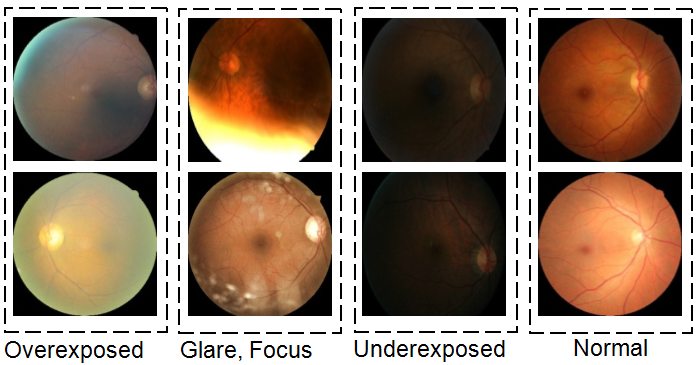 Overexposed
Glare, Focus
Underexposed
Normal